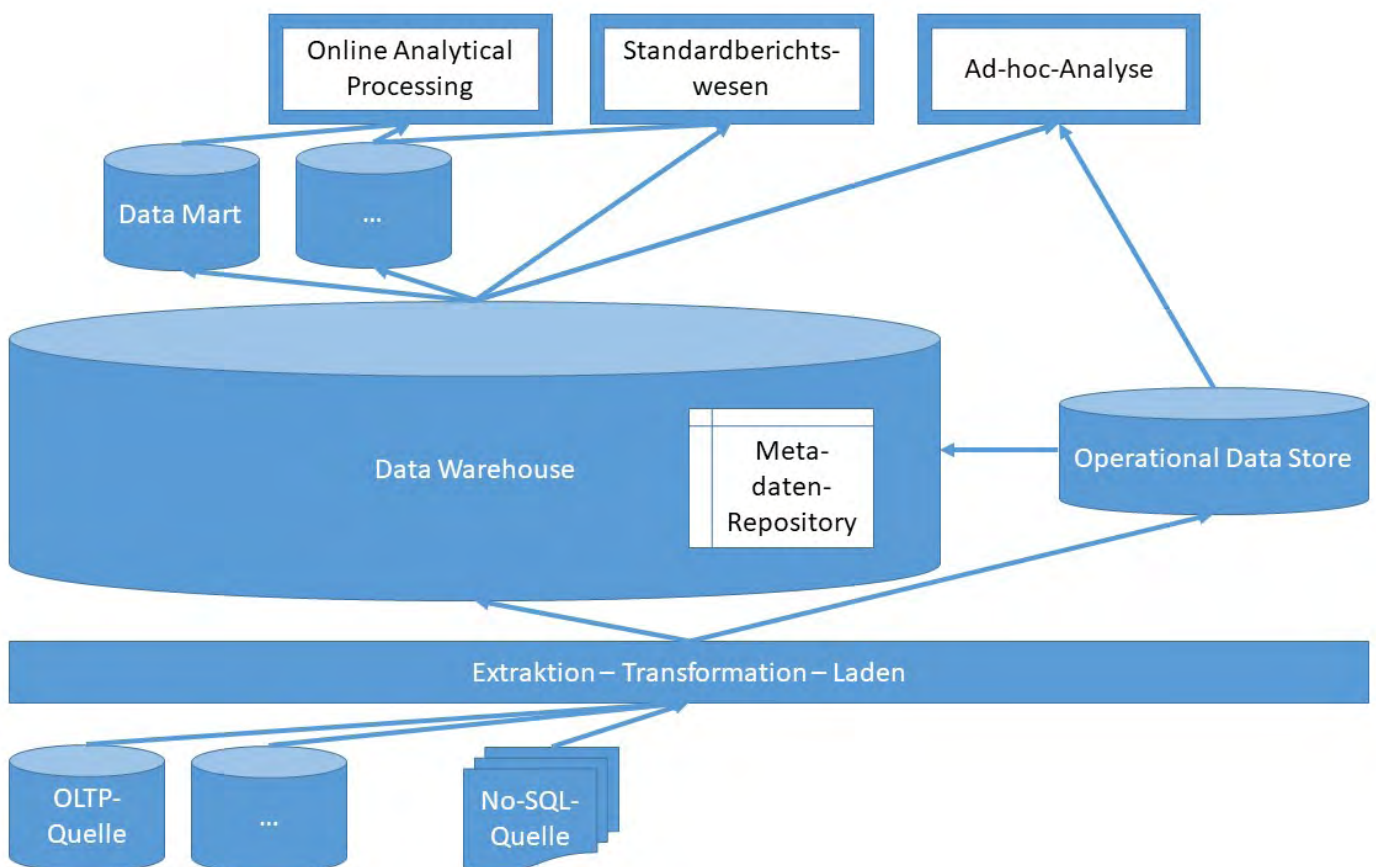 Online Analytical
Processing
Standardberichts-
wesen
Ad-hoc-Analyse
Data Mart
...
Data Warehouse
Meta-
daten-
Repository
Operational Data Store
Extraktion – Transformation – Laden
OLTP-
Quelle
...
No-SQL-
Quelle